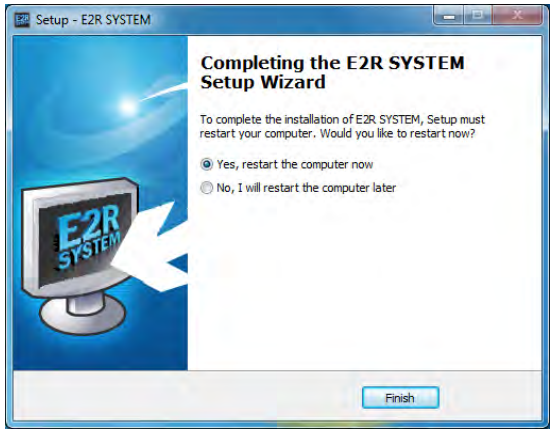 Setup - E2R SYSTEM
Completing the E2R SYSTEM
Setup Wizard
To complete the installation of E2R SYSTEM, Setup must
restart your computer. Would you like to restart now?
Yes, restart the computer now
No, I will restart the computer later
E2R
SYSTEM
Finish